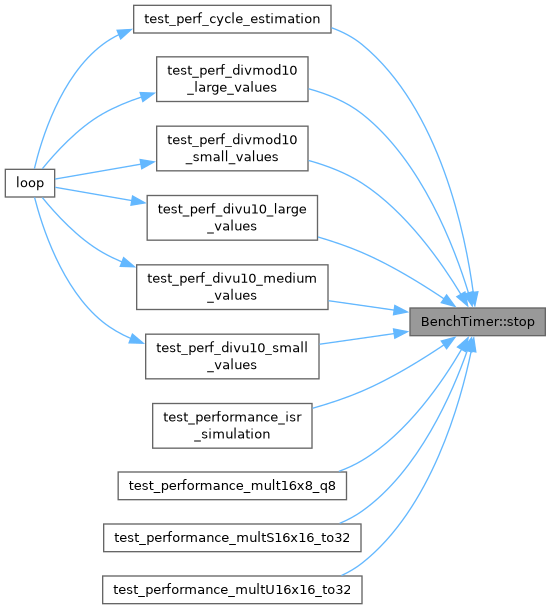 test_perf_cycle_estimation
test_perf_divmod10
_large_values
test_perf_divmod10
_small_values
loop
test_perf_divu10_large
_values
test_perf_divu10_medium
_values
BenchTimer::stop
test_perf_divu10_small
_values
test_performance_isr
_simulation
test_performance_mult16x8_q8
test_performance_multS16x16_to32
test_performance_multU16x16_to32